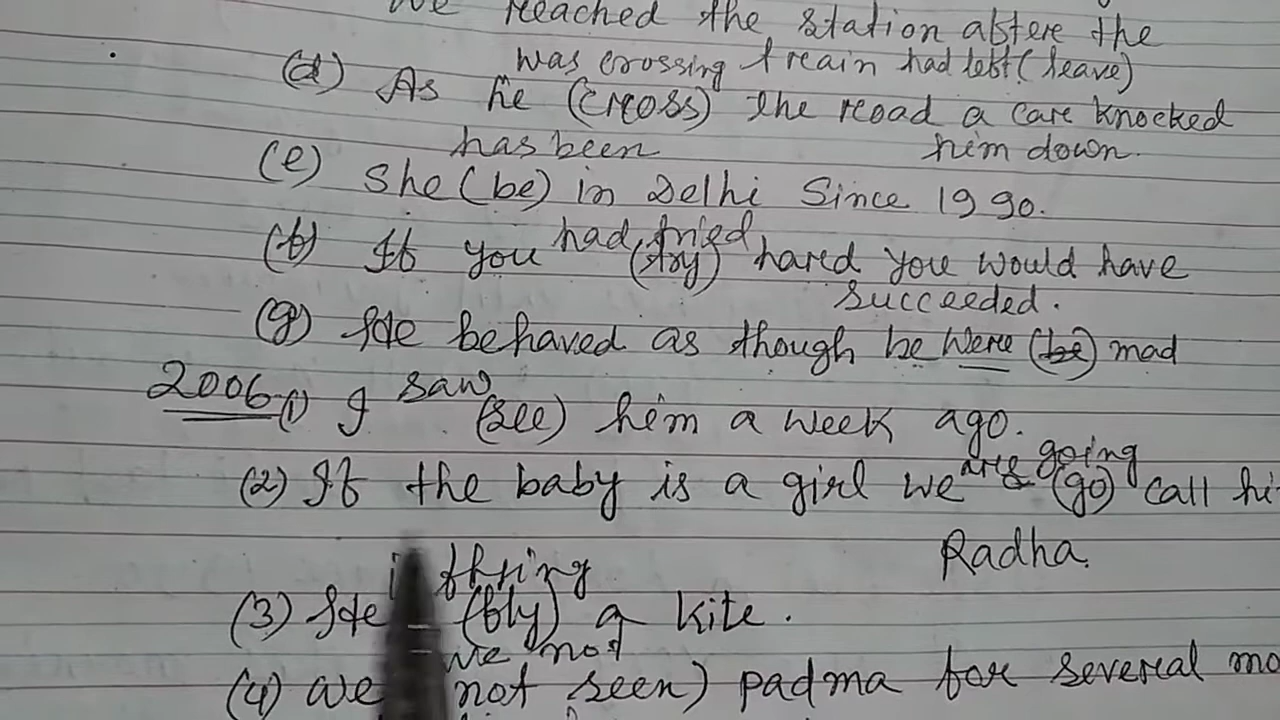 We reached the station after the
was crossing train had left (leave)
(d) As he (cross) the road a car knocked
has been him down.
(e) She (be) in Delhi Since 1990.
had tried
(f) If you (try) hard you would have
succeeded.
(g) He behaved as though he were (be) mad
2006 (1) I saw (see) him a week ago.
are going
(2) If the baby is a girl we (go) call
Radha
(3) He (fly) a kite.
not
(4) we not seen) padma for several